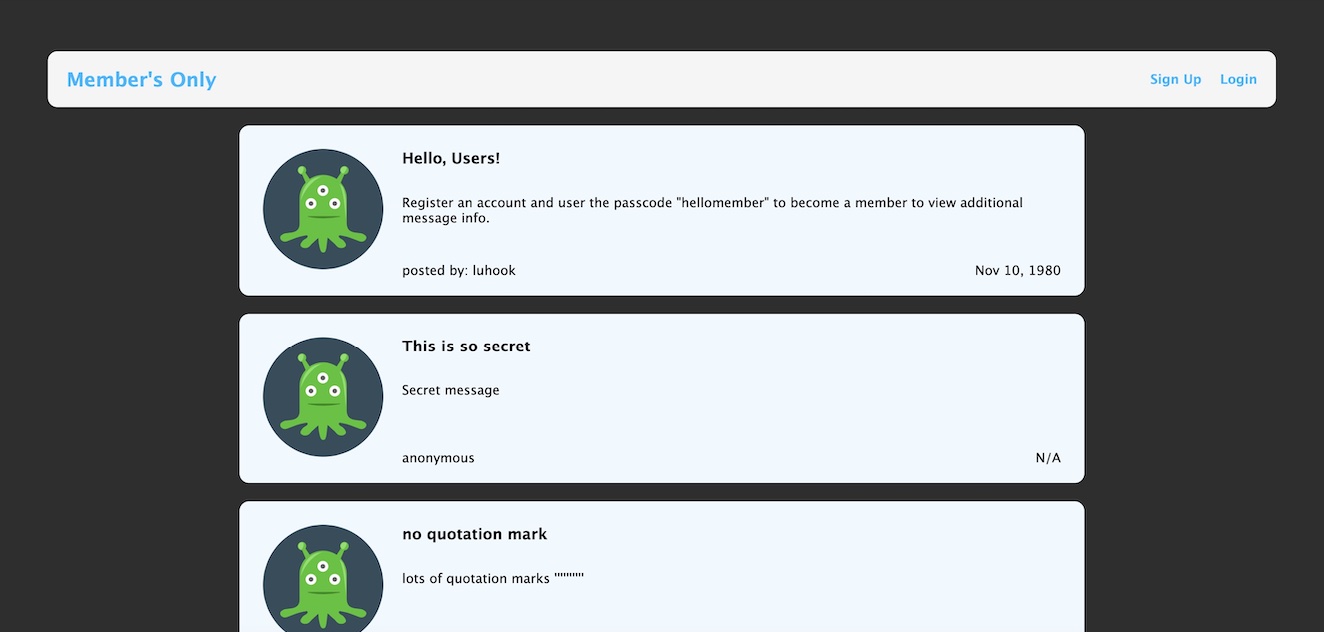 Member's Only
Sign Up Login
Hello, Users!
Register an account and user the passcode "hellomember" to become a member to view additional
message info.
posted by: luhook Nov 10, 1980
This is so secret
Secret message
anonymous N/A
no quotation mark
lots of quotation marks """""